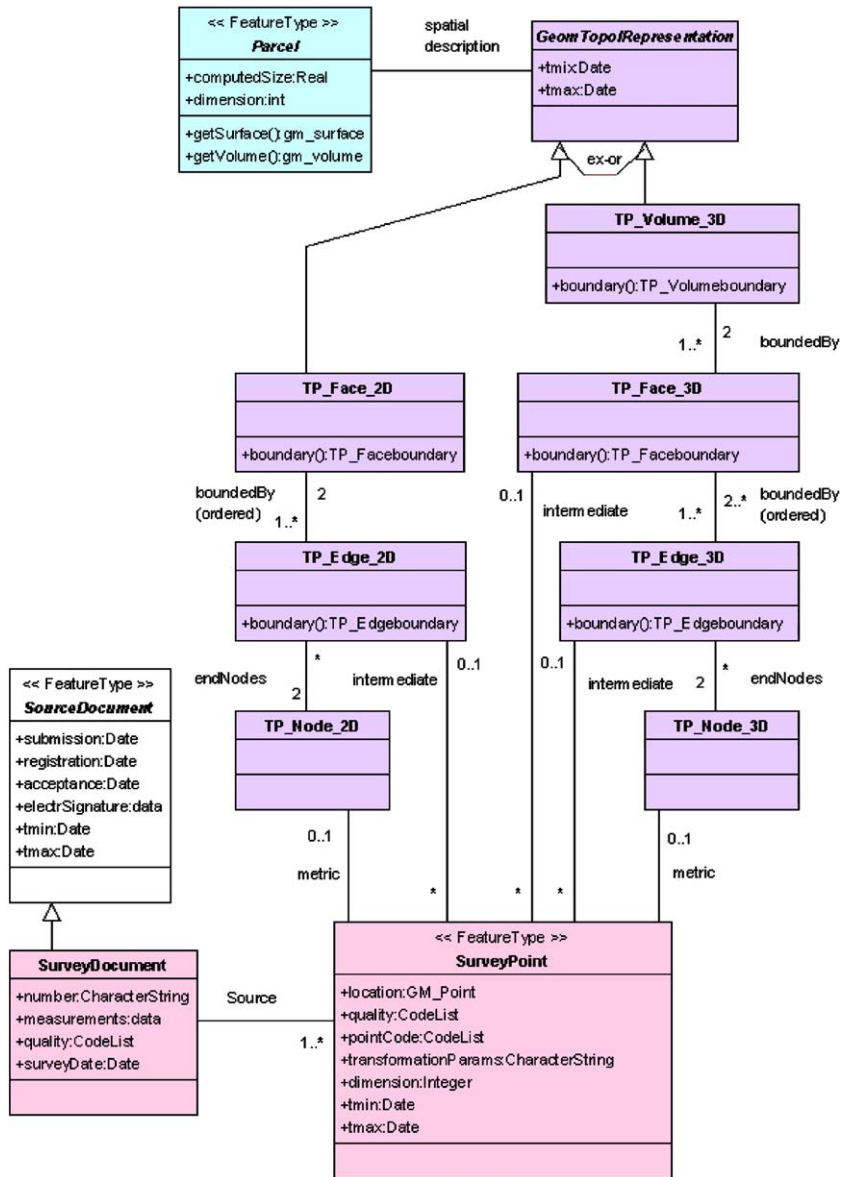 << FeatureType >>
Parcel
+computedSize:Real
+dimension:int
+getSurface():gm_surface
+getVolume():gm_volume
spatial
description
GeomTopolRepresentation
+tmix:Date
+tmax:Date
ex-or
TP_Volume_3D
+boundary():TP_Volumeboundary
1..*
2
boundedBy
TP_Face_2D
+boundary():TP_Faceboundary
TP_Face_3D
+boundary():TP_Faceboundary
boundedBy
(ordered)
2
1..*
0..1
intermediate
1..*
2..*
boundedBy
(ordered)
TP_Edge_2D
+boundary():TP_Edgeboundary
TP_Edge_3D
+boundary():TP_Edgeboundary
endNodes
*
2
intermediate
0..1
0..1
intermediate
*
2
endNodes
<< FeatureType >>
SourceDocument
+submission:Date
+registration:Date
+acceptance:Date
+electrSignature:data
+tmin:Date
+tmax:Date
TP_Node_2D
TP_Node_3D
0..1
metric
*
*
*
0..1
metric
SurveyDocument
+number:CharacterString
+measurements:data
+quality:CodeList
+surveyDate:Date
Source
1..*
<< FeatureType >>
SurveyPoint
+location:GM_Point
+quality:CodeList
+pointCode:CodeList
+transformationParams:CharacterString
+dimension:Integer
+tmin:Date
+tmax:Date